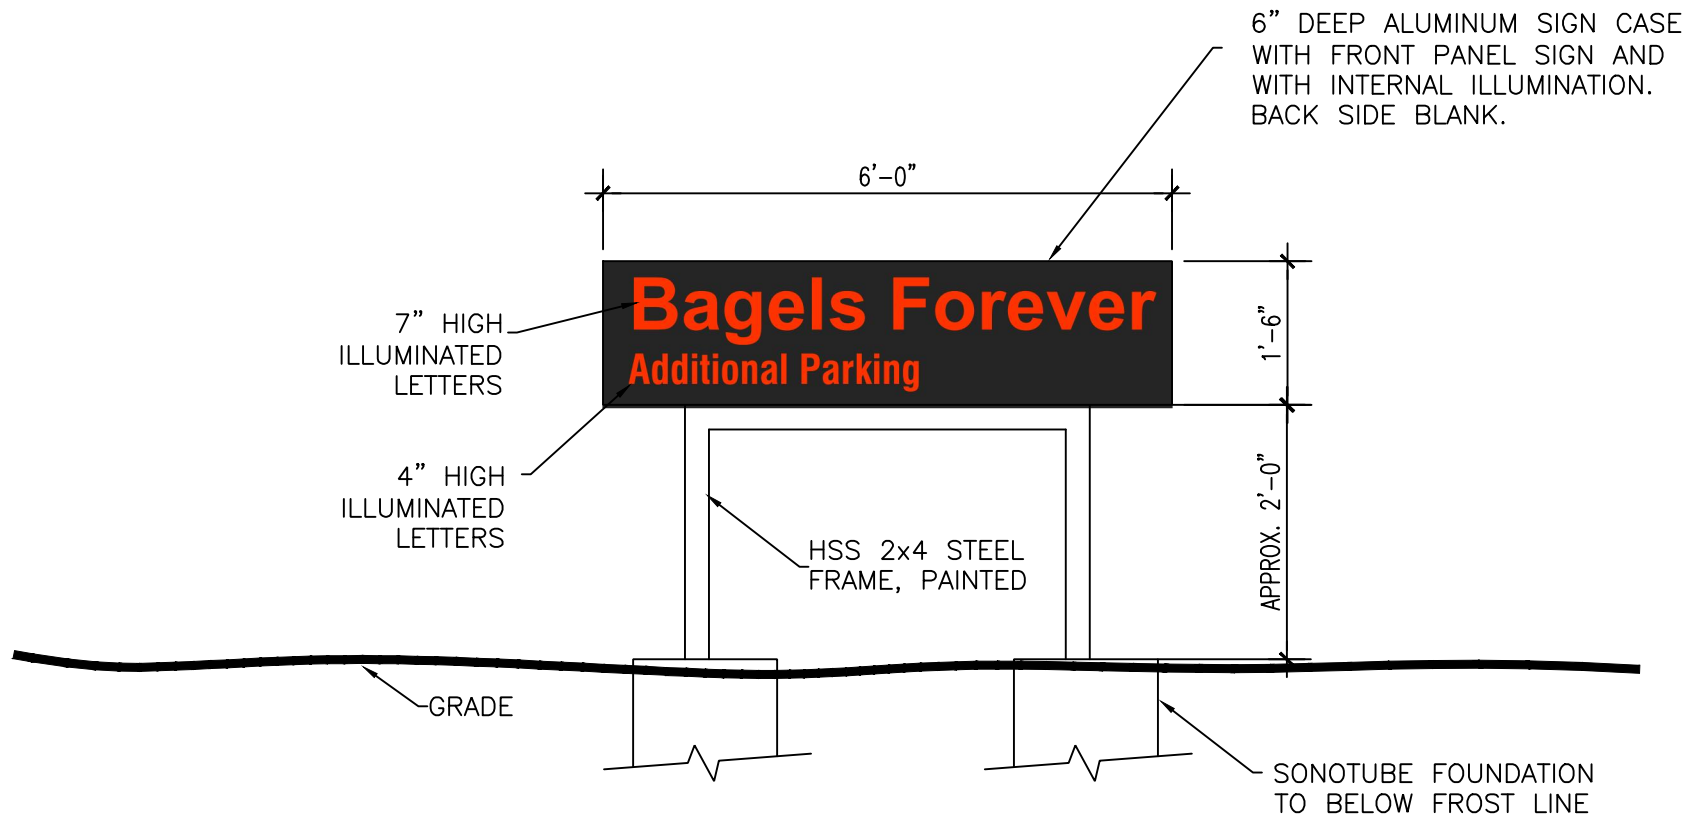 6” DEEP ALUMINUM SIGN CASE
WITH FRONT PANEL SIGN AND
WITH INTERNAL ILLUMINATION.
BACK SIDE BLANK.
6’-0”
Bagels Forever
Additional Parking
7” HIGH
ILLUMINATED
LETTERS
1’-6”
4” HIGH
ILLUMINATED
LETTERS
APPROX. 2’-0”
HSS 2x4 STEEL
FRAME, PAINTED
GRADE
SONOTUBE FOUNDATION
TO BELOW FROST LINE